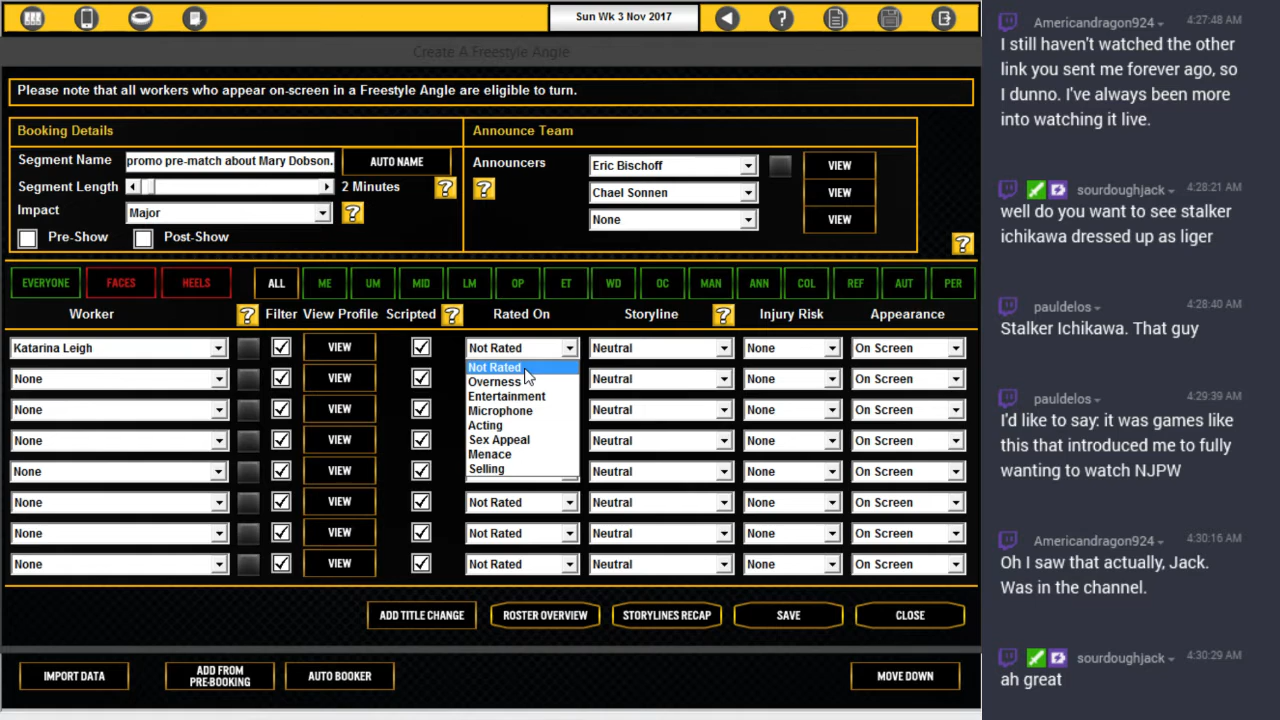 Sun Wk 3 Nov 2017
?
Create A Freestyle Angle
Please note that all workers who appear on-screen in a Freestyle Angle are eligible to turn.
Booking Details
Segment Name
promo pre-match about Mary Dobson.
AUTO NAME
Segment Length
2 Minutes
?
Impact
Major
?
Pre-Show
Post-Show
Announce Team
Announcers
Eric Bischoff
VIEW
?
Chael Sonnen
VIEW
None
VIEW
?
EVERYONE FACES HEELS ALL ME UM MID LM OP ET WD OC MAN ANN COL REF AUT PER
Worker ? Filter View Profile Scripted ? Rated On Storyline ? Injury Risk Appearance
Katarina Leigh VIEW Not Rated Neutral None On Screen
Not Rated
Overness
Entertainment
Microphone
Acting
Sex Appeal
Menace
Selling
None VIEW Neutral None On Screen
None VIEW Neutral None On Screen
None VIEW Neutral None On Screen
None VIEW Neutral None On Screen
None VIEW Not Rated Neutral None On Screen
None VIEW Not Rated Neutral None On Screen
None VIEW Not Rated Neutral None On Screen
ADD TITLE CHANGE
ROSTER OVERVIEW
STORYLINES RECAP
SAVE
CLOSE
IMPORT DATA
ADD FROM
PRE-BOOKING
AUTO BOOKER
MOVE DOWN
Americandragon924 4:27:48 AM
I still haven't watched the other
link you sent me forever ago, so
I dunno. I've always been more
into watching it live.
sourdoughjack 4:28:21 AM
well do you want to see stalker
ichikawa dressed up as liger
pauldelos 4:28:40 AM
Stalker Ichikawa. That guy
pauldelos 4:29:39 AM
I'd like to say: it was games like
this that introduced me to fully
wanting to watch NJPW
Americandragon924 4:30:16 AM
Oh I saw that actually, Jack.
Was in the channel.
sourdoughjack 4:30:29 AM
ah great